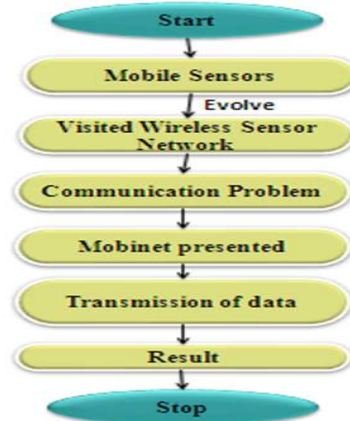 Start
Mobile Sensors
Evolve
Visited Wireless Sensor
Network
Communication Problem
Mobinet presented
Transmission of data
Result
Stop